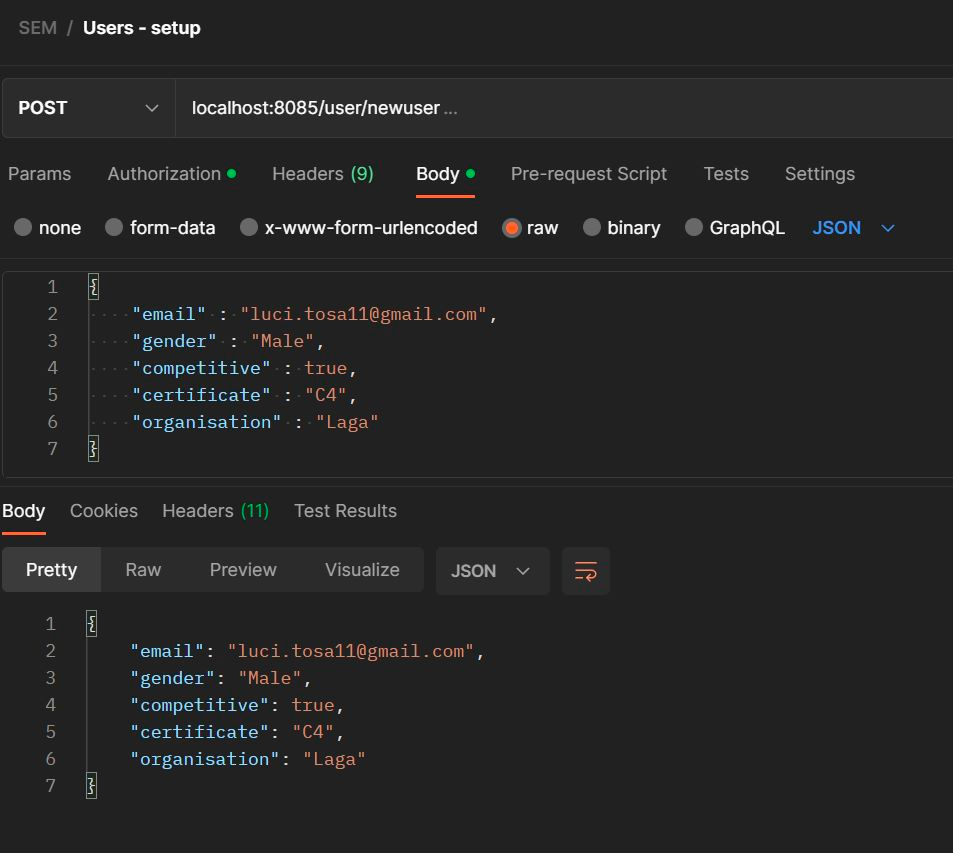 SEM / Users - setup
POST localhost:8085/user/newuser ...
Params Authorization Headers (9) Body Pre-request Script Tests Settings
none form-data x-www-form-urlencoded raw binary GraphQL JSON
1 {
2 "email" : "luci.tosa11@gmail.com",
3 "gender" : "Male",
4 "competitive" : true,
5 "certificate" : "C4",
6 "organisation" : "Laga"
7 }
Body Cookies Headers (11) Test Results
Pretty Raw Preview Visualize JSON
1 {
2 "email": "luci.tosa11@gmail.com",
3 "gender": "Male",
4 "competitive": true,
5 "certificate": "C4",
6 "organisation": "Laga"
7 }